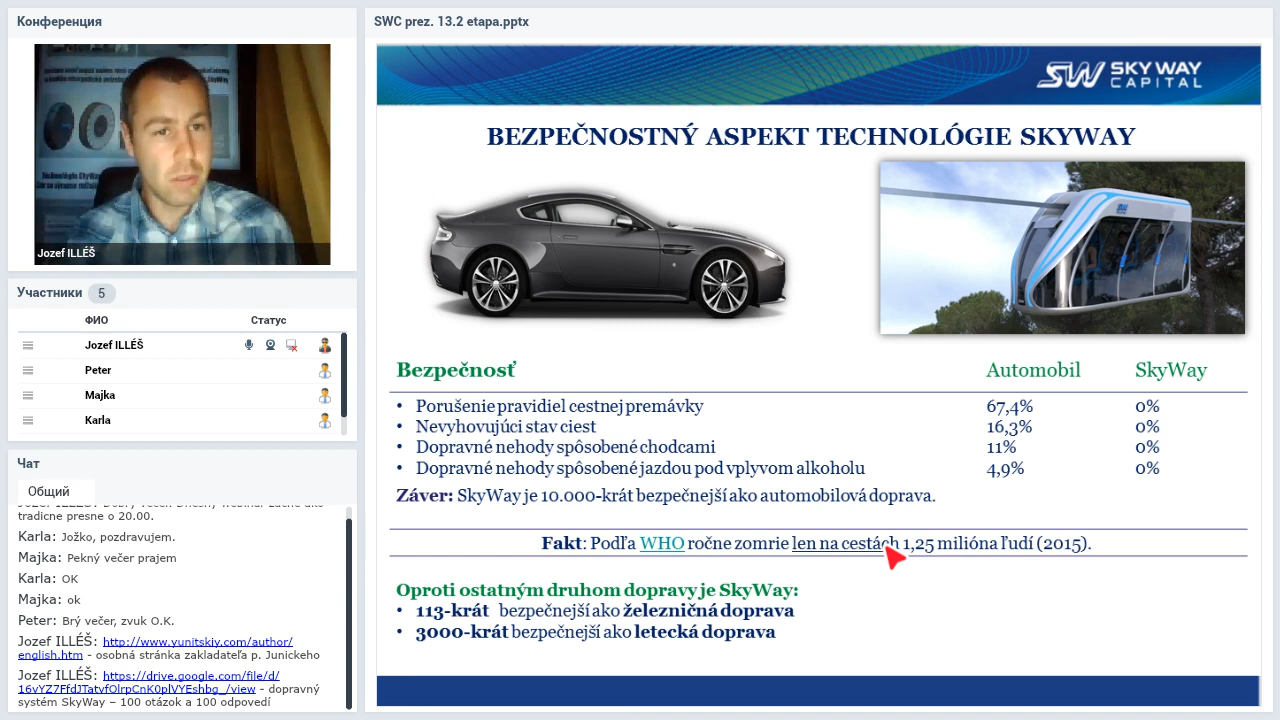 Конференция
Jozef ILLÉŠ
Участники 5
ФИО Статус
Jozef ILLÉŠ
Peter
Majka
Karla
Чат
Общий
tradicne presne o 20.00.
Karla: Jožko, pozdravujem.
Majka: Pekný večer prajem
Karla: OK
Majka: ok
Peter: Brý večer, zvuk O.K.
Jozef ILLÉŠ: http://www.yunitskiy.com/author/
english.htm - osobná stránka zakladateľa p. Junického
Jozef ILLÉŠ: https://drive.google.com/file/d/
- dopravný
systém SkyWay – 100 otázok a 100 odpovedí
SWC prez. 13.2 etapa.pptx
SW SKY WAY
CAPITAL
BEZPEČNOSTNÝ ASPEKT TECHNOLÓGIE SKYWAY
Bezpečnosť Automobil SkyWay
• Porušenie pravidiel cestnej premávky 67,4% 0%
• Nevyhovujúci stav ciest 16,3% 0%
• Dopravné nehody spôsobené chodcami 11% 0%
• Dopravné nehody spôsobené jazdou pod vplyvom alkoholu 4,9% 0%
Záver: SkyWay je 10.000-krát bezpečnejší ako automobilová doprava.
Fakt: Podľa WHO ročne zomrie len na cestách 1,25 milióna ľudí (2015).
Oproti ostatným druhom dopravy je SkyWay:
• 113-krát bezpečnejší ako železničná doprava
• 3000-krát bezpečnejší ako letecká doprava